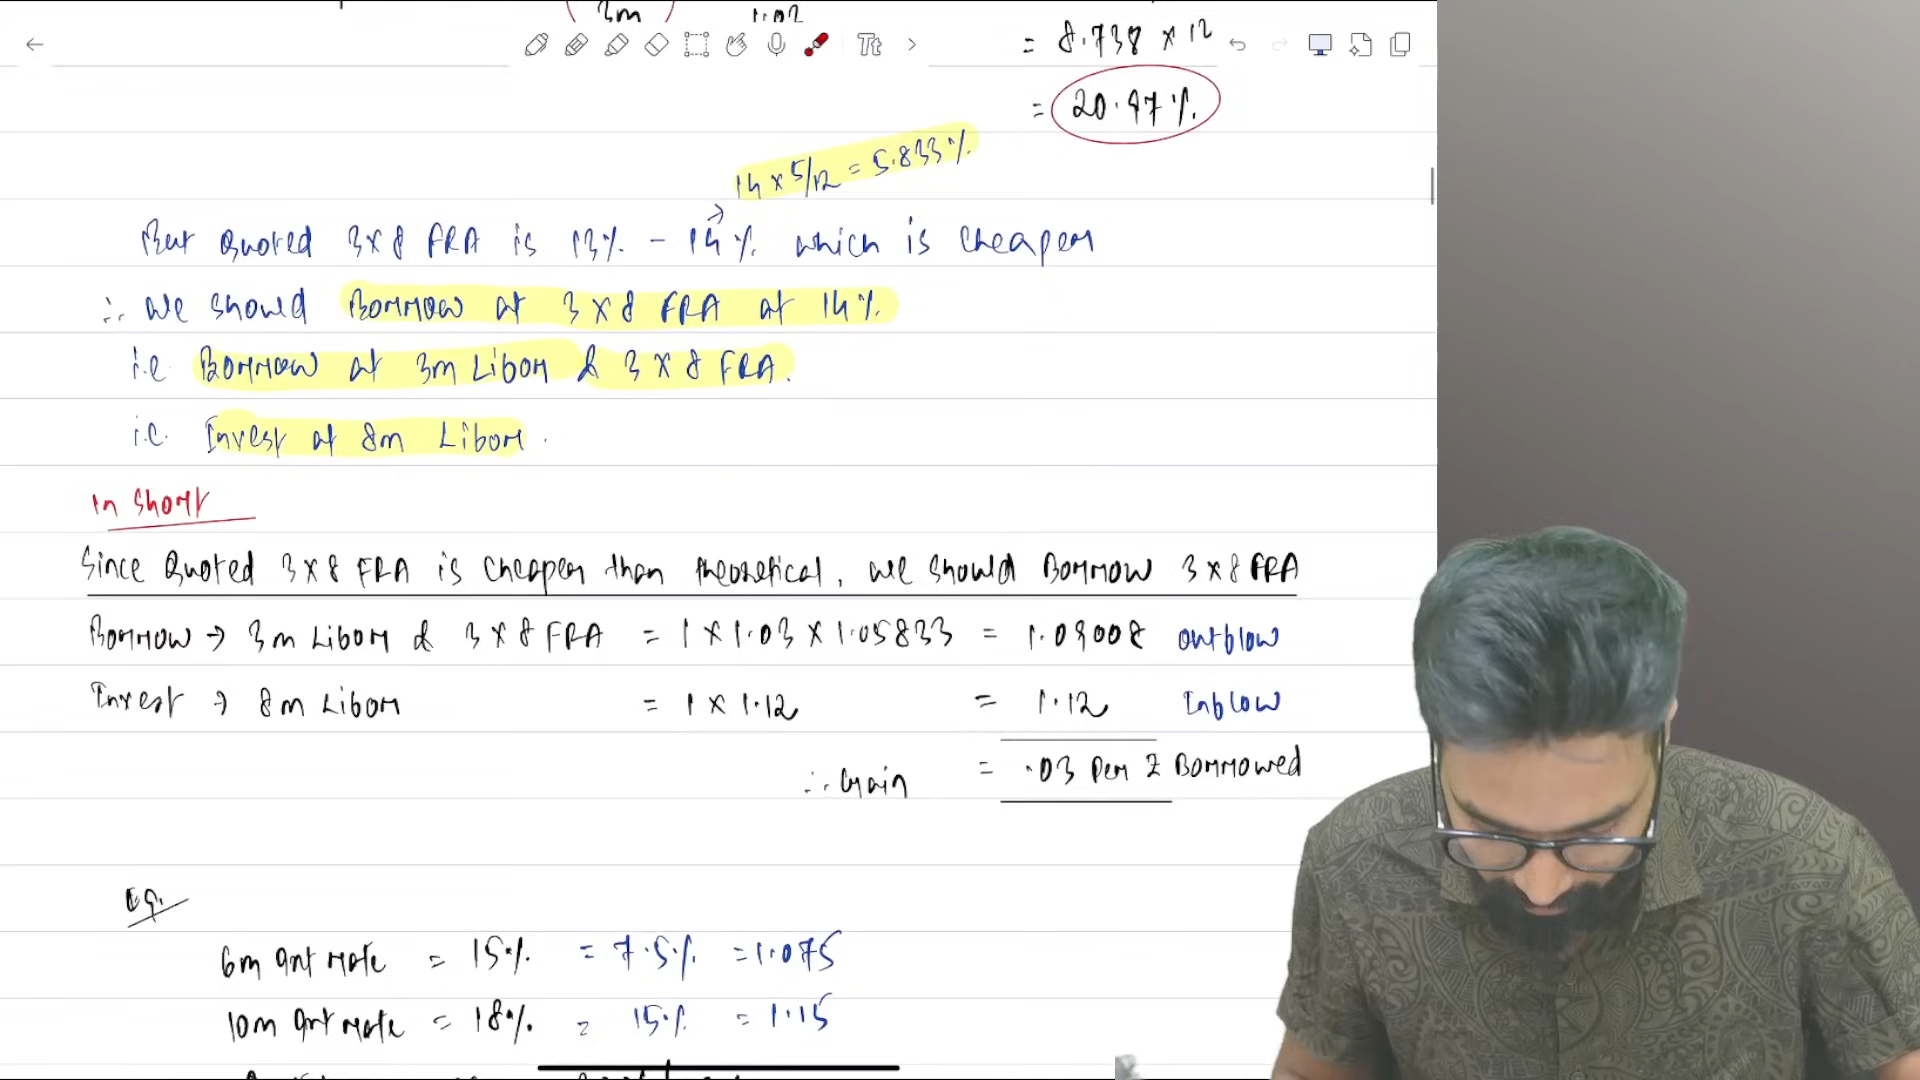 3m 1.02
= 8.738 × 12
= 20.97%
14 × 5/12 = 5.833%
But Quoted 3×8 FRA is 13% - 14% which is cheaper
∴ we should Borrow at 3×8 FRA at 14%
i.e Borrow at 3m Libor & 3×8 FRA.
i.e. Invest at 8m Libor.
In Short
Since Quoted 3×8 FRA is cheaper than theoretical, we should Borrow 3×8 FRA
Borrow → 3m Libor & 3×8 FRA = 1×1.03×1.05833 = 1.09008 outflow
Invest → 8m Libor = 1×1.12 = 1.12 Inflow
∴ Gain = .03 Per ₹ Borrowed
Eg.
6m Int Rate = 15% = 7.5% = 1.075
10m Int Rate = 18% = 15% = 1.15